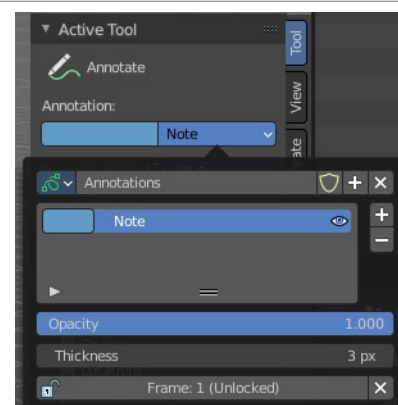 Active Tool
Tool
Annotate
Annotation:
View
Note
Annotations
Note
Opacity 1.000
Thickness 3 px
Frame: 1 (Unlocked)